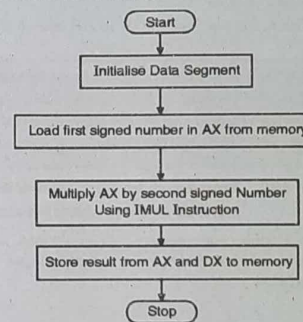 Start
Initialise Data Segment
Load first signed number in AX from memory
Multiply AX by second signed Number
Using IMUL Instruction
Store result from AX and DX to memory
Stop